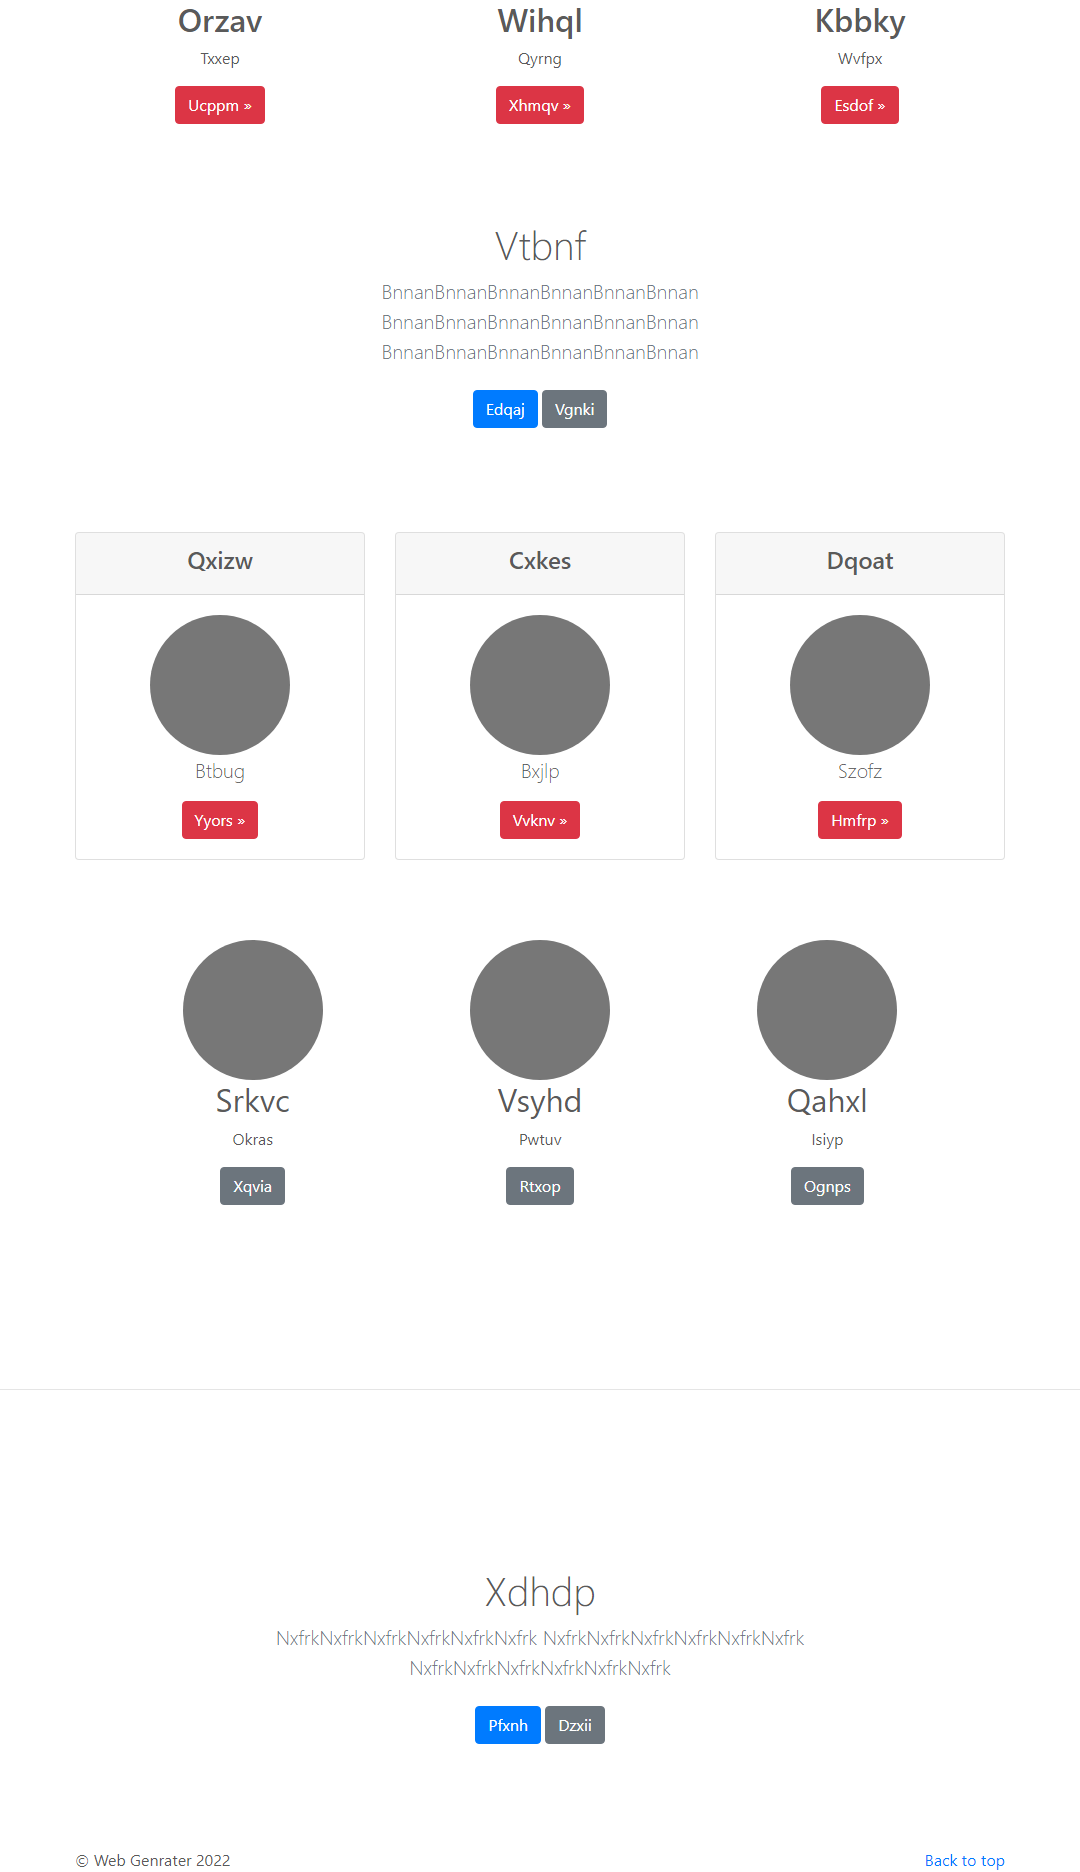 Orzav
Txxep
Ucppm »
Wihql
Qyrng
Xhmqv »
Kbbky
Wvfpx
Esdof »
Vtbnf
BnnanBnnanBnnanBnnanBnnanBnnan
BnnanBnnanBnnanBnnanBnnanBnnan
BnnanBnnanBnnanBnnanBnnanBnnan
Edqaj Vgnki
Qxizw
Btbug
Yyors »
Cxkes
Bxjlp
Vvknv »
Dqoat
Szofz
Hmfrp »
Srkvc
Okras
Xqvia
Vsyhd
Pwtuv
Rtxop
Qahxl
Isiyp
Ognps
Xdhdp
NxfrkNxfrkNxfrkNxfrkNxfrkNxfrk NxfrkNxfrkNxfrkNxfrkNxfrkNxfrk
NxfrkNxfrkNxfrkNxfrkNxfrkNxfrk
Pfxnh Dzxii
© Web Genrater 2022
Back to top